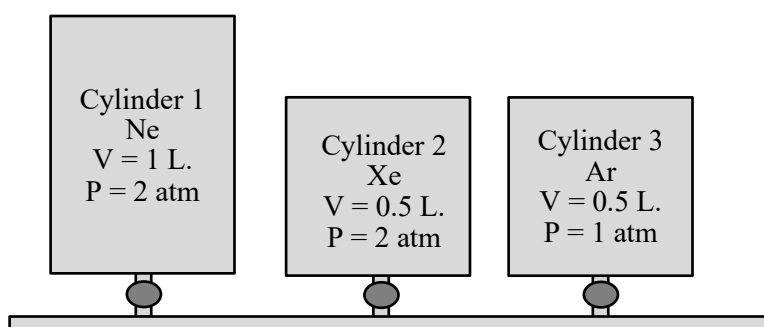 Cylinder 1
Ne
V = 1 L.
P = 2 atm
Cylinder 2
Xe
V = 0.5 L.
P = 2 atm
Cylinder 3
Ar
V = 0.5 L.
P = 1 atm